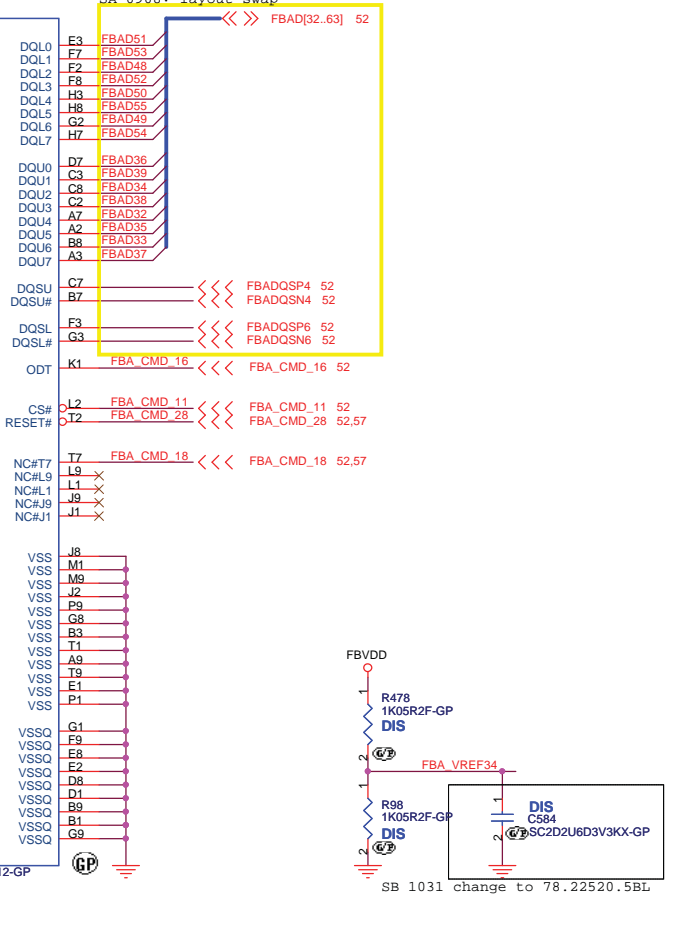 SA 0908: layout swap
FBAD[32..63] 52
DQL0 E3 FBAD51
DQL1 F7 FBAD53
DQL2 F2 FBAD48
DQL3 F8 FBAD52
DQL4 H3 FBAD50
DQL5 H8 FBAD55
DQL6 G2 FBAD49
DQL7 H7 FBAD54
DQU0 D7 FBAD36
DQU1 C3 FBAD39
DQU2 C8 FBAD34
DQU3 C2 FBAD38
DQU4 A7 FBAD32
DQU5 A2 FBAD35
DQU6 B8 FBAD33
DQU7 A3 FBAD37
DQSU C7 FBADQSP4 52
DQSU# B7 FBADQSN4 52
DQSL F3 FBADQSP6 52
DQSL# G3 FBADQSN6 52
ODT K1 FBA_CMD_16 FBA_CMD_16 52
CS# L2 FBA_CMD_11 FBA_CMD_11 52
RESET# T2 FBA_CMD_28 FBA_CMD_28 52,57
NC#T7 T7 FBA_CMD_18 FBA_CMD_18 52,57
NC#L9 L9
NC#L1 L1
NC#J9 J9
NC#J1 J1
VSS J8
VSS M1
VSS M9
VSS J2
VSS P9
VSS G8
VSS B3
VSS T1
VSS A9
VSS T9
VSS E1
VSS P1
VSSQ G1
VSSQ F9
VSSQ E8
VSSQ E2
VSSQ D8
VSSQ D1
VSSQ B9
VSSQ B1
VSSQ G9
12-GP
GP
FBVDD
1
R478
1K05R2F-GP
DIS
2
G/P
FBA_VREF34
1
R98
1K05R2F-GP
DIS
2
G/P
1
DIS
C584
SC2D2U6D3V3KX-GP
2
G/P
SB 1031 change to 78.22520.5BL